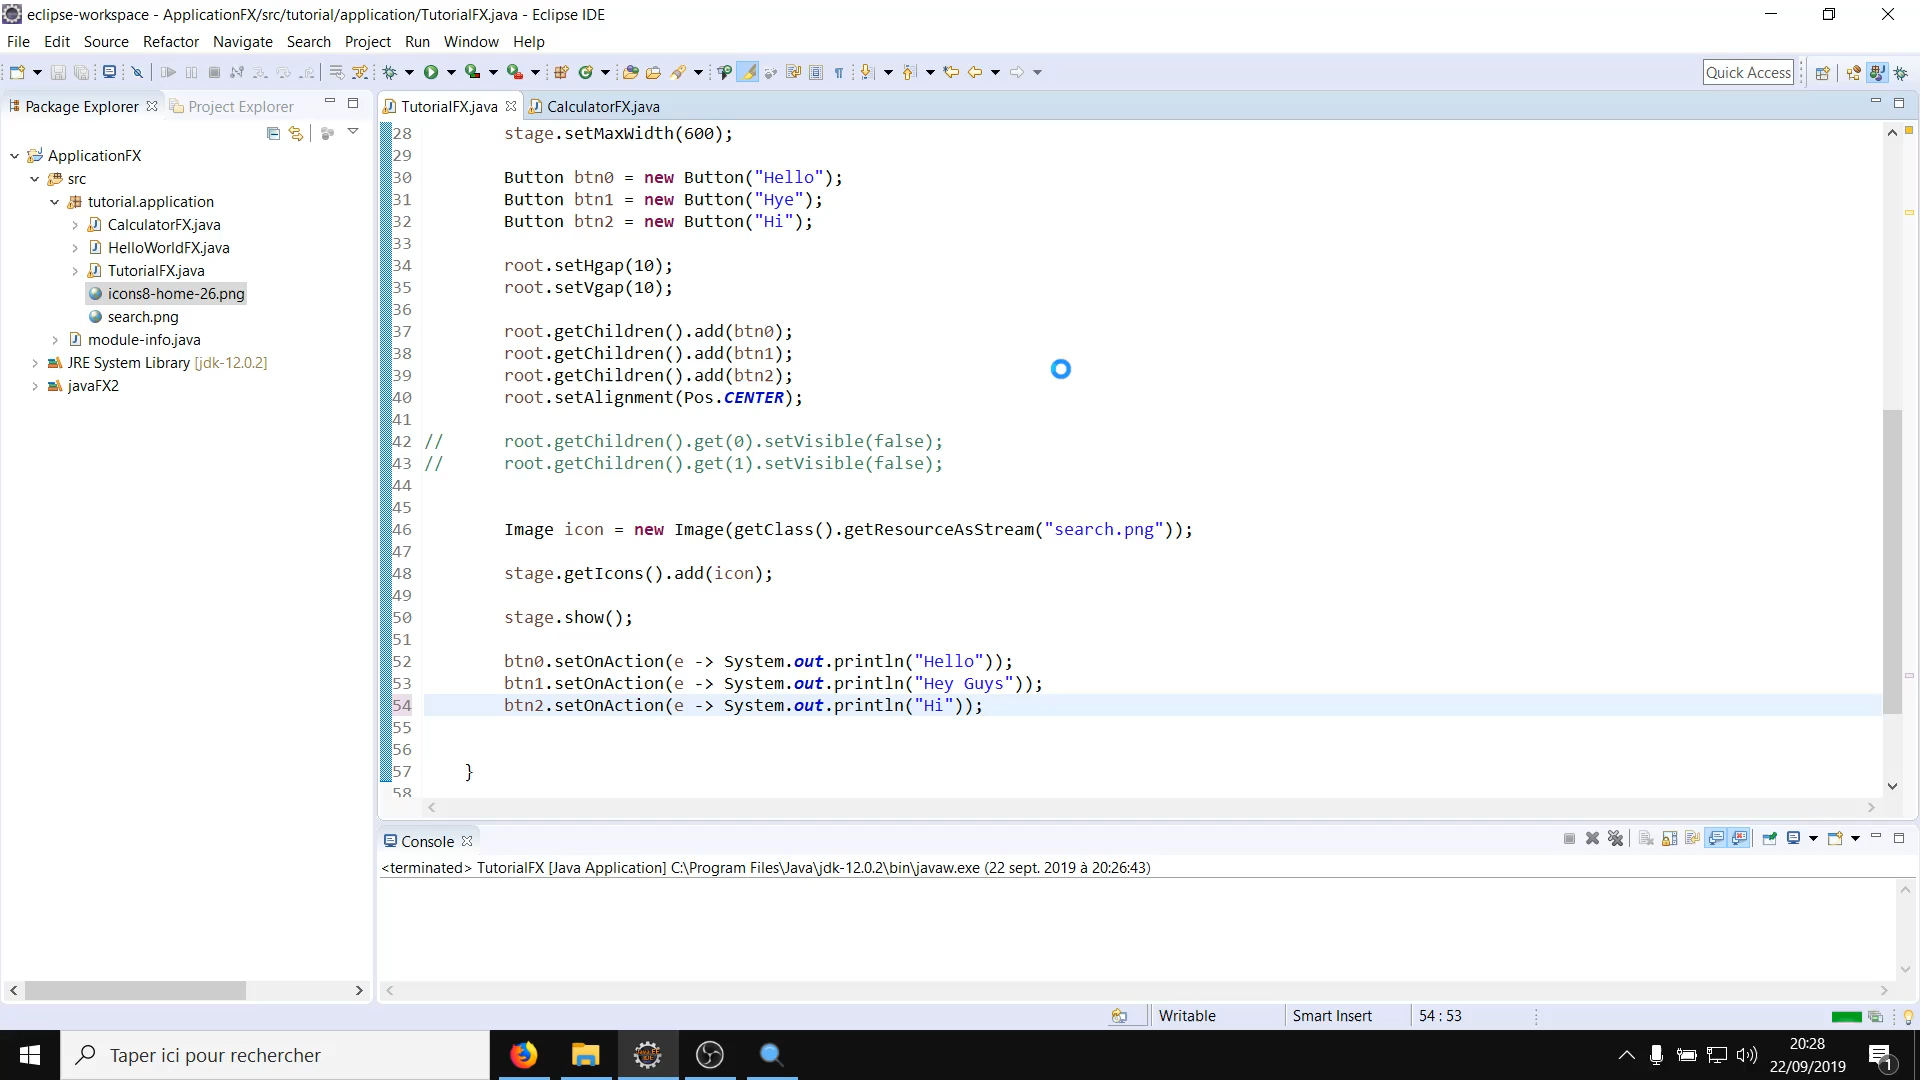 eclipse-workspace - ApplicationFX/src/tutorial/application/TutorialFX.java - Eclipse IDE
File Edit Source Refactor Navigate Search Project Run Window Help
Quick Access
Package Explorer Project Explorer
TutorialFX.java CalculatorFX.java
ApplicationFX
src
tutorial.application
CalculatorFX.java
HelloWorldFX.java
TutorialFX.java
icons8-home-26.png
search.png
module-info.java
JRE System Library [jdk-12.0.2]
javaFX2
28 stage.setMaxWidth(600);
29
30 Button btn0 = new Button("Hello");
31 Button btn1 = new Button("Hye");
32 Button btn2 = new Button("Hi");
33
34 root.setHgap(10);
35 root.setVgap(10);
36
37 root.getChildren().add(btn0);
38 root.getChildren().add(btn1);
39 root.getChildren().add(btn2);
40 root.setAlignment(Pos.CENTER);
41
42 // root.getChildren().get(0).setVisible(false);
43 // root.getChildren().get(1).setVisible(false);
44
45
46 Image icon = new Image(getClass().getResourceAsStream("search.png"));
47
48 stage.getIcons().add(icon);
49
50 stage.show();
51
52 btn0.setOnAction(e -> System.out.println("Hello"));
53 btn1.setOnAction(e -> System.out.println("Hey Guys"));
54 btn2.setOnAction(e -> System.out.println("Hi"));
55
56
57 }
58
Console
<terminated> TutorialFX [Java Application] C:\Program Files\Java\jdk-12.0.2\bin\javaw.exe (22 sept. 2019 à 20:26:43)
Writable Smart Insert 54 : 53
Taper ici pour rechercher
20:28
22/09/2019
1